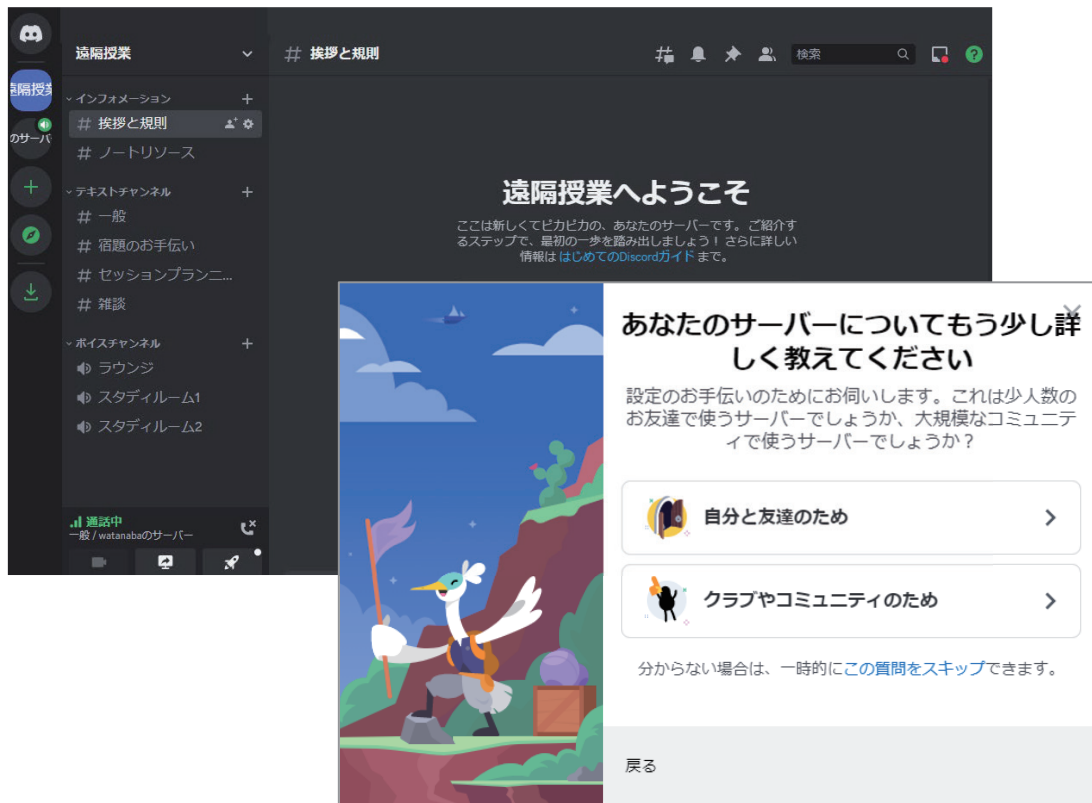 遠隔授業
# 挨拶と規則
検索
遠隔授業
のサーバ
インフォメーション
# 挨拶と規則
# ノートリソース
テキストチャンネル
# 一般
# 宿題のお手伝い
# セッションプランニ...
# 雑談
ボイスチャンネル
ラウンジ
スタディルーム1
スタディルーム2
通話中
一般 / watanabaのサーバー
遠隔授業へようこそ
ここは新しくてピカピカの、あなたのサーバーです。ご紹介す
るステップで、最初の一歩を踏み出しましょう! さらに詳しい
情報は はじめてのDiscordガイド まで。
あなたのサーバーについてもう少し詳
しく教えてください
設定のお手伝いのためにお伺いします。これは少人数の
お友達で使うサーバーでしょうか、大規模なコミュニテ
ィで使うサーバーでしょうか?
自分と友達のため
クラブやコミュニティのため
分からない場合は、一時的にこの質問をスキップできます。
戻る